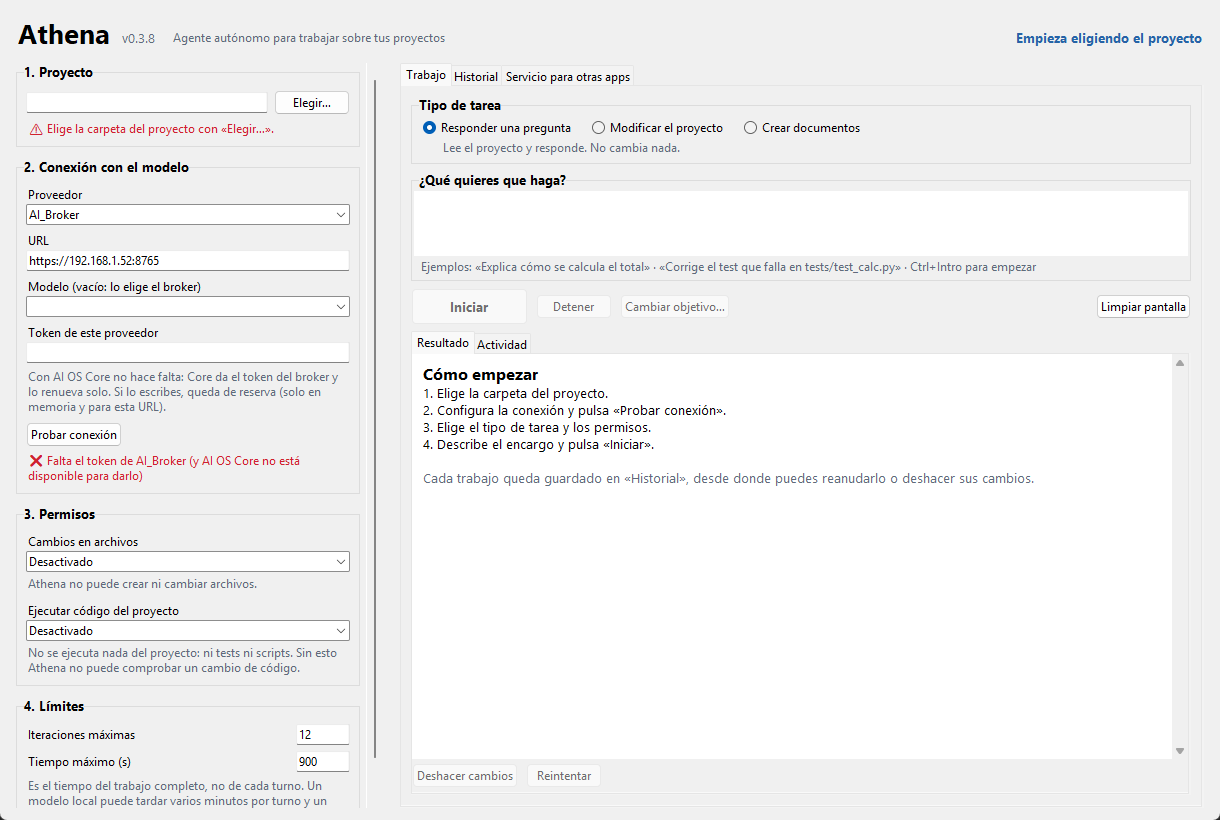 Athena v0.3.8 Agente autónomo para trabajar sobre tus proyectos
Empieza eligiendo el proyecto
1. Proyecto
Elegir...
⚠ Elige la carpeta del proyecto con «Elegir...».
2. Conexión con el modelo
Proveedor
AI_Broker
URL
https://192.168.1.52:8765
Modelo (vacío: lo elige el broker)
Token de este proveedor
Con AI OS Core no hace falta: Core da el token del broker y
lo renueva solo. Si lo escribes, queda de reserva (solo en
memoria y para esta URL).
Probar conexión
❌ Falta el token de AI_Broker (y AI OS Core no está
disponible para darlo)
3. Permisos
Cambios en archivos
Desactivado
Athena no puede crear ni cambiar archivos.
Ejecutar código del proyecto
Desactivado
No se ejecuta nada del proyecto: ni tests ni scripts. Sin esto
Athena no puede comprobar un cambio de código.
4. Límites
Iteraciones máximas 12
Tiempo máximo (s) 900
Es el tiempo del trabajo completo, no de cada turno. Un
modelo local puede tardar varios minutos por turno y un
Trabajo Historial Servicio para otras apps
Tipo de tarea
Responder una pregunta Modificar el proyecto Crear documentos
Lee el proyecto y responde. No cambia nada.
¿Qué quieres que haga?
Ejemplos: «Explica cómo se calcula el total» · «Corrige el test que falla en tests/test_calc.py» · Ctrl+Intro para empezar
Iniciar Detener Cambiar objetivo... Limpiar pantalla
Resultado Actividad
Cómo empezar
1. Elige la carpeta del proyecto.
2. Configura la conexión y pulsa «Probar conexión».
3. Elige el tipo de tarea y los permisos.
4. Describe el encargo y pulsa «Iniciar».
Cada trabajo queda guardado en «Historial», desde donde puedes reanudarlo o deshacer sus cambios.
Deshacer cambios Reintentar